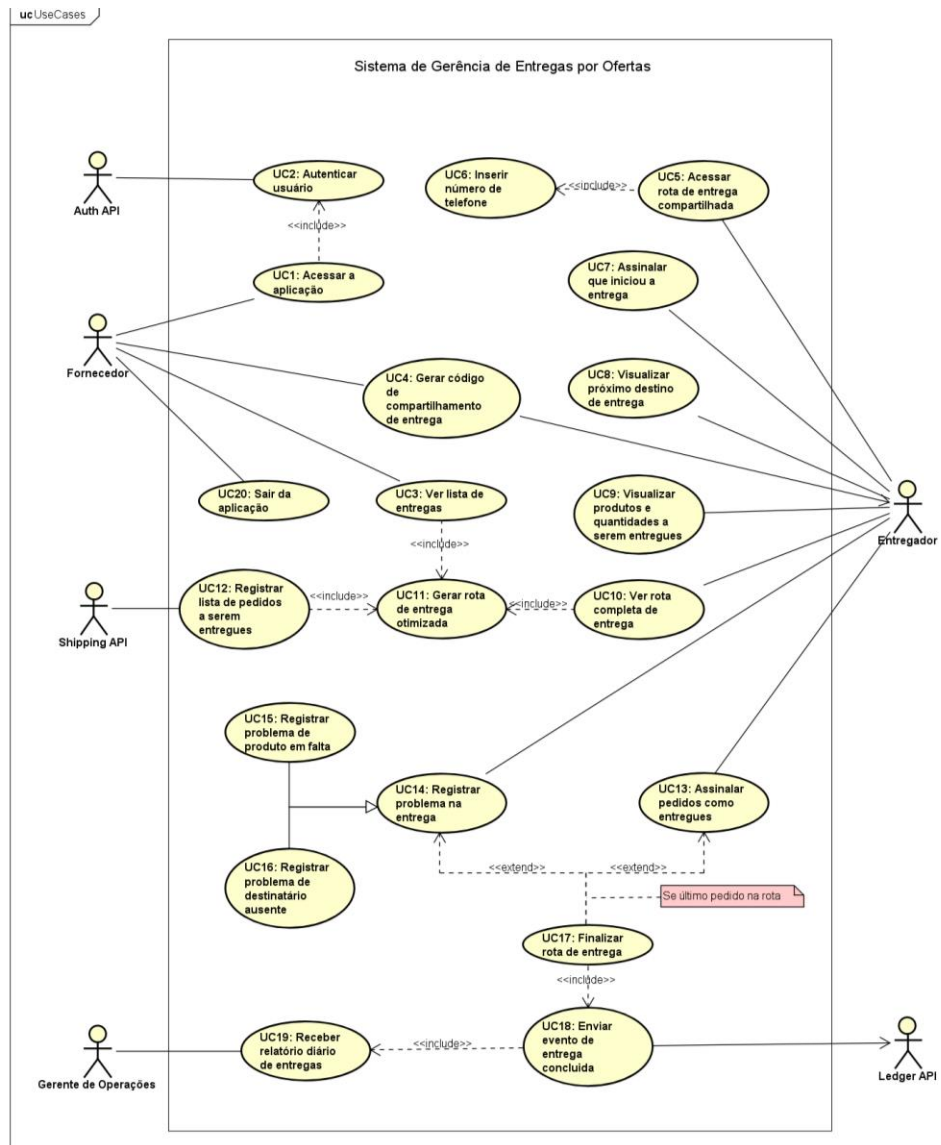 uc UseCases
Sistema de Gerência de Entregas por Ofertas
Auth API
UC2: Autenticar
usuário
UC6: Inserir
número de
telefone
<<include>>
UC5: Acessar
rota de entrega
compartilhada
<<include>>
UC1: Acessar a
aplicação
UC7: Assinalar
que iniciou a
entrega
Fornecedor
UC4: Gerar código
de
compartilhamento
de entrega
UC8: Visualizar
próximo destino
de entrega
UC20: Sair da
aplicação
UC3: Ver lista de
entregas
UC9: Visualizar
produtos e
quantidades a
serem entregues
Entregador
<<include>>
Shipping API
UC12: Registrar
lista de pedidos
a serem
entregues
<<include>>
UC11: Gerar rota
de entrega
otimizada
<<include>>
UC10: Ver rota
completa de
entrega
UC15: Registrar
problema de
produto em falta
UC14: Registrar
problema na
entrega
UC13: Assinalar
pedidos como
entregues
UC16: Registrar
problema de
destinatário
ausente
<<extend>>
<<extend>>
Se último pedido na rota
UC17: Finalizar
rota de entrega
<<include>>
Gerente de Operações
UC19: Receber
relatório diário
de entregas
<<include>>
UC18: Enviar
evento de
entrega
concluída
Ledger API